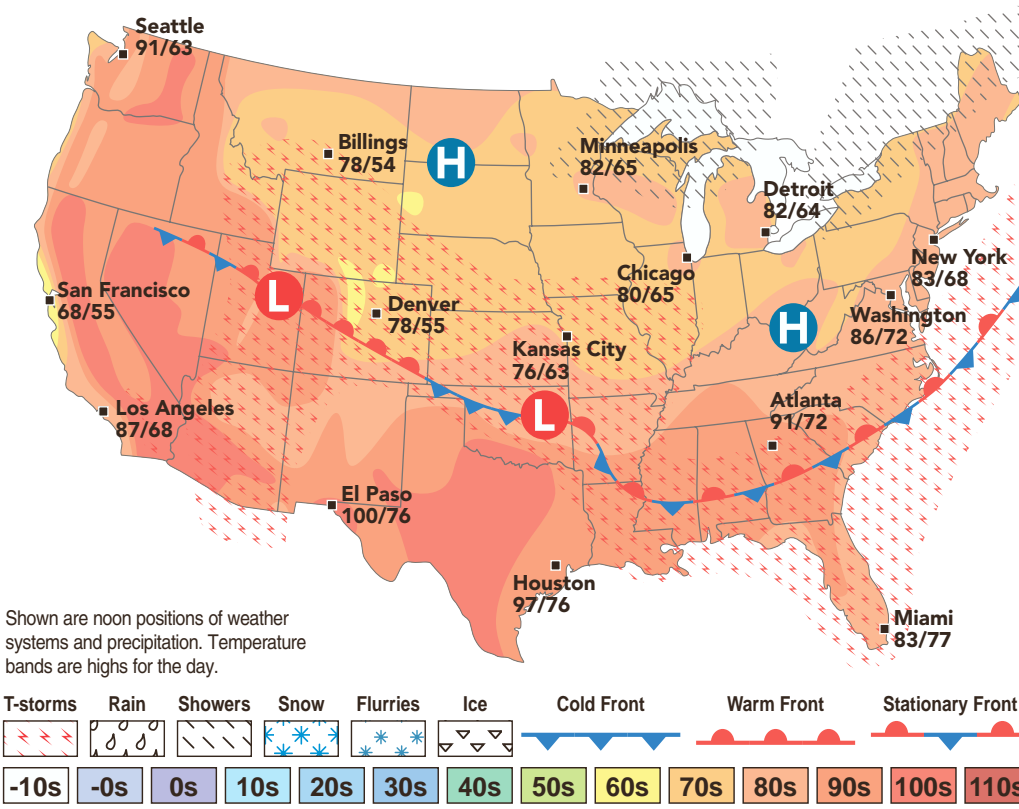 Seattle
91/63
Billings
78/54
H
Minneapolis
82/65
Detroit
82/64
New York
83/68
San Francisco
68/55
L
Denver
78/55
Chicago
80/65
H
Washington
86/72
Kansas City
76/63
Los Angeles
87/68
L
Atlanta
91/72
El Paso
100/76
Houston
97/76
Miami
83/77
Shown are noon positions of weather
systems and precipitation. Temperature
bands are highs for the day.
T-storms Rain Showers Snow Flurries Ice Cold Front Warm Front Stationary Front
-10s -0s 0s 10s 20s 30s 40s 50s 60s 70s 80s 90s 100s 110s